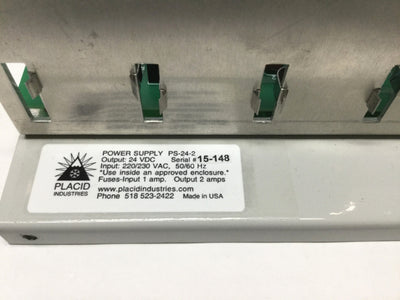 POWER SUPPLY PS-24-2
Output: 24 VDC Serial # 15-148
Input: 220/230 VAC, 50/60 Hz
*Use inside an approved enclosure.*
Fuses-Input 1 amp. Output 2 amps
PLACID
INDUSTRIES
www.placidindustries.com
Phone 518 523-2422 Made in USA